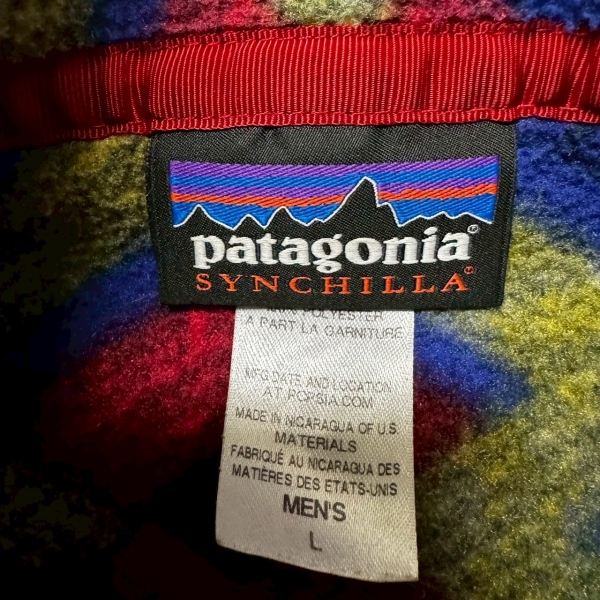 patagonia®
SYNCHILLA®
POLYESTER
A PART LA GARNITURE
MFG DATE AND LOCATION
AT PCPSIA.COM
MADE IN NICARAGUA OF U.S.
MATERIALS
FABRIQUÉ AU NICARAGUA DES
MATIÈRES DES ETATS-UNIS
MEN'S
L